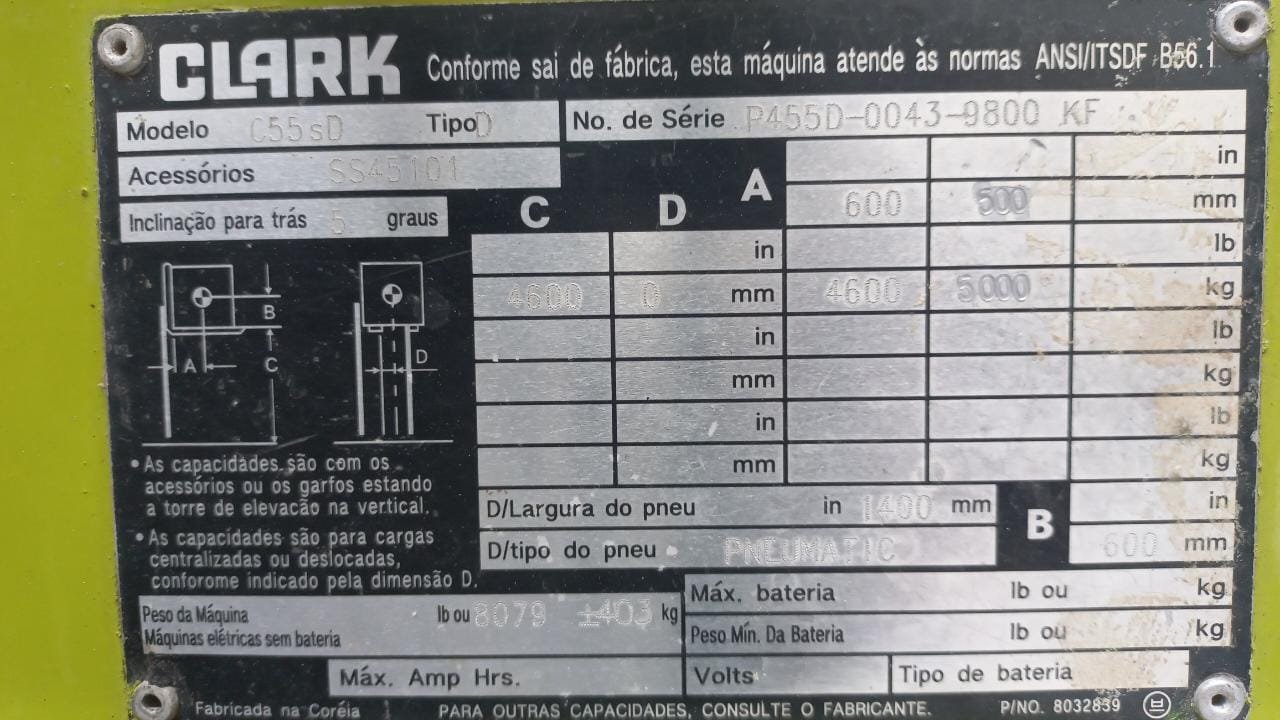 CLARK Conforme sai de fábrica, esta máquina atende às normas ANSI/ITSDF B56.1
Modelo C55sD Tipo D No. de Série P455D-0043-9800 KF
Acessórios SS45101
Inclinação para trás 5 graus
A in
C D 600 500 mm
in lb
4600 0 mm 4600 5000 kg
in lb
mm kg
in lb
mm kg
B
A C
D
• As capacidades são com os
acessórios ou os garfos estando
a torre de elevacão na vertical.
• As capacidades são para cargas
centralizadas ou deslocadas,
conforome indicado pela dimensão D.
D/Largura do pneu in 1400 mm B in
D/tipo do pneu PNEUMATIC 600 mm
Peso da Máquina lb ou 8079 ±403 kg
Máquinas elétricas sem bateria
Máx. bateria lb ou kg
Peso Mín. Da Bateria lb ou kg
Máx. Amp Hrs. Volts Tipo de bateria
Fabricada na Coréia PARA OUTRAS CAPACIDADES, CONSULTE O FABRICANTE. P/NO. 8032839